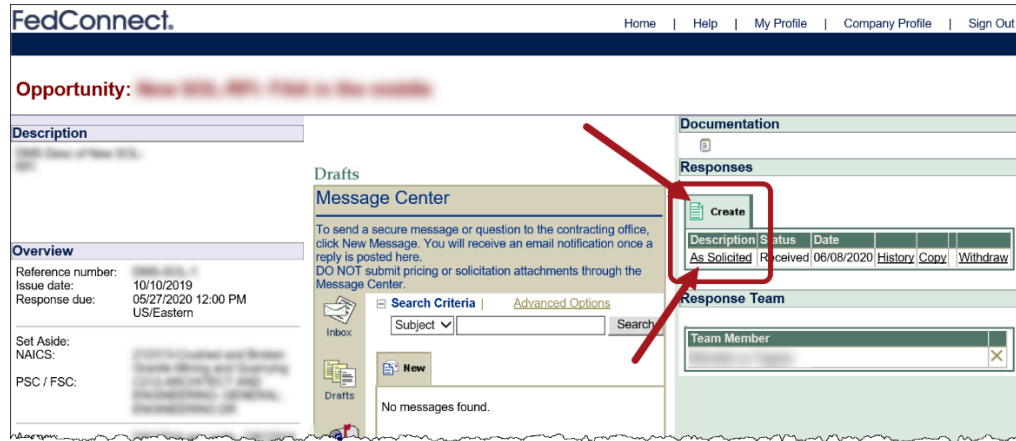 FedConnect.
Home | Help | My Profile | Company Profile | Sign Out
Opportunity:
Description
Overview
Reference number:
Issue date: 10/10/2019
Response due: 05/27/2020 12:00 PM
US/Eastern
Set Aside:
NAICS:
PSC / FSC:
Drafts
Message Center
To send a secure message or question to the contracting office,
click New Message. You will receive an email notification once a
reply is posted here.
DO NOT submit pricing or solicitation attachments through the
Message Center.
Search Criteria | Advanced Options
Subject Search
Inbox
New
Drafts
No messages found.
Documentation
Responses
Create
Description Status Date
As Solicited Received 06/08/2020 History Copy Withdraw
Response Team
Team Member